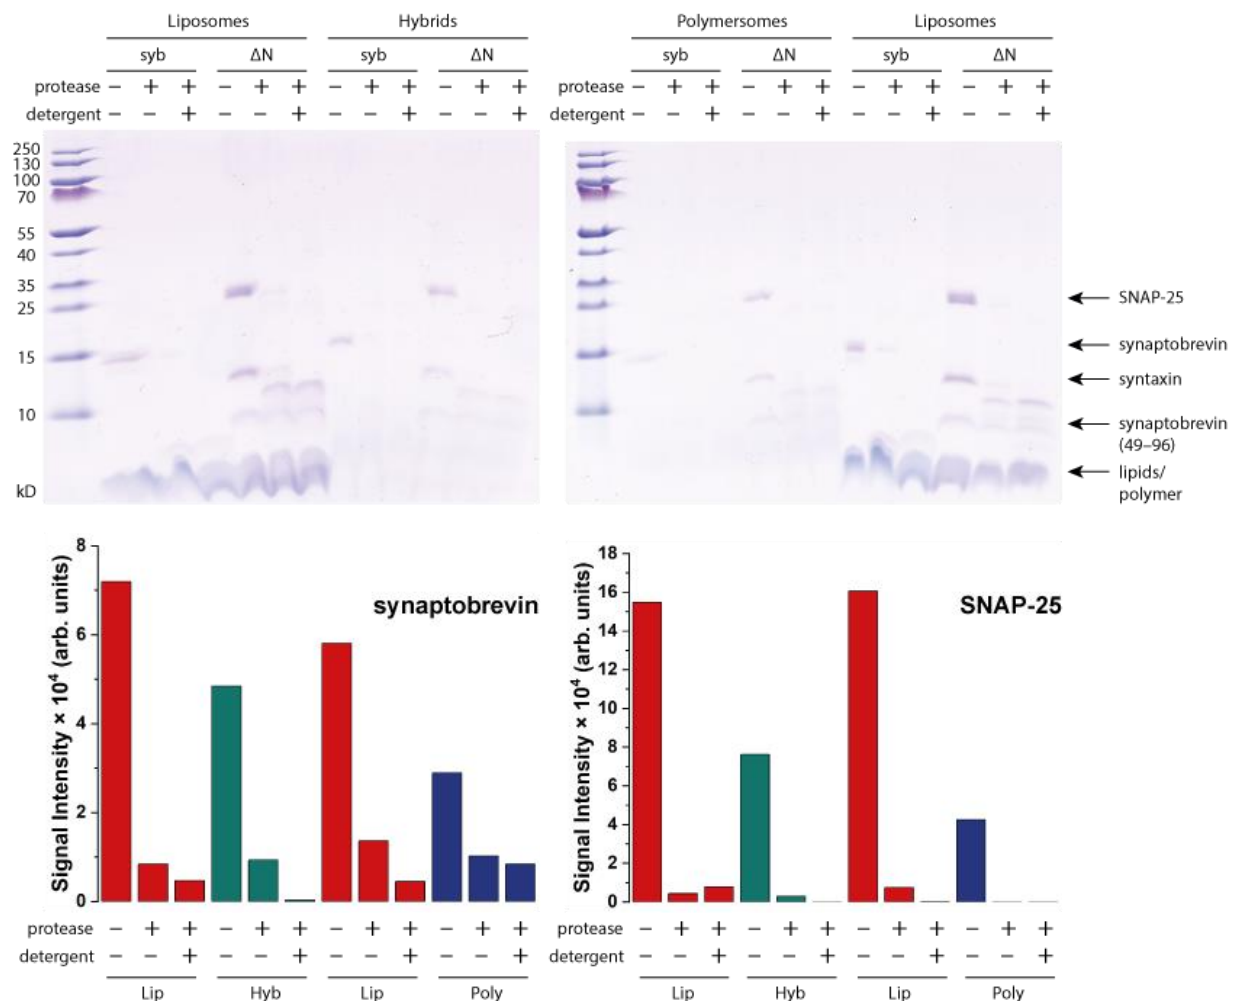 Liposomes Hybrids Polymersomes Liposomes
syb ΔN syb ΔN syb ΔN syb ΔN
protease – + + – + + – + + – + + protease – + + – + + – + + – + +
detergent – – + – – + – – + – – + detergent – – + – – + – – + – – +
250
130
100
70
55
40
35
25
15
10
kD
SNAP-25
synaptobrevin
syntaxin
synaptobrevin
(49–96)
lipids/
polymer
8
6
4
2
0
Signal Intensity × 10⁴ (arb. units)
synaptobrevin
protease – + + – + + – + + – + +
detergent – – + – – + – – + – – +
Lip Hyb Lip Poly
18
16
14
12
10
8
6
4
2
0
Signal Intensity × 10⁴ (arb. units)
SNAP-25
protease – + + – + + – + + – + +
detergent – – + – – + – – + – – +
Lip Hyb Lip Poly